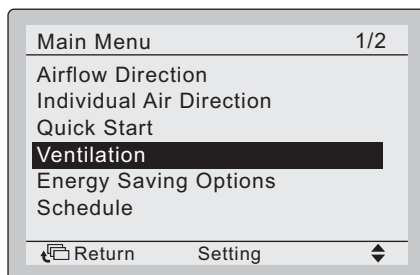 Main Menu 1/2
Airflow Direction
Individual Air Direction
Quick Start
Ventilation
Energy Saving Options
Schedule
Return Setting